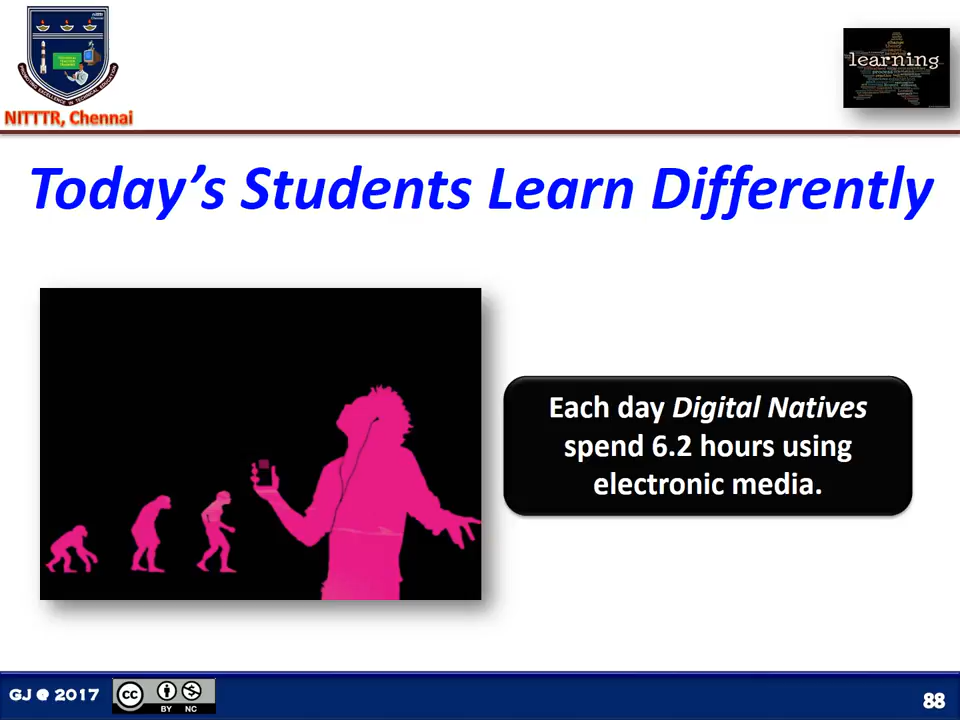 NITTTR, Chennai
learning
Today's Students Learn Differently
Each day Digital Natives
spend 6.2 hours using
electronic media.
GJ @ 2017
CC
BY NC
88